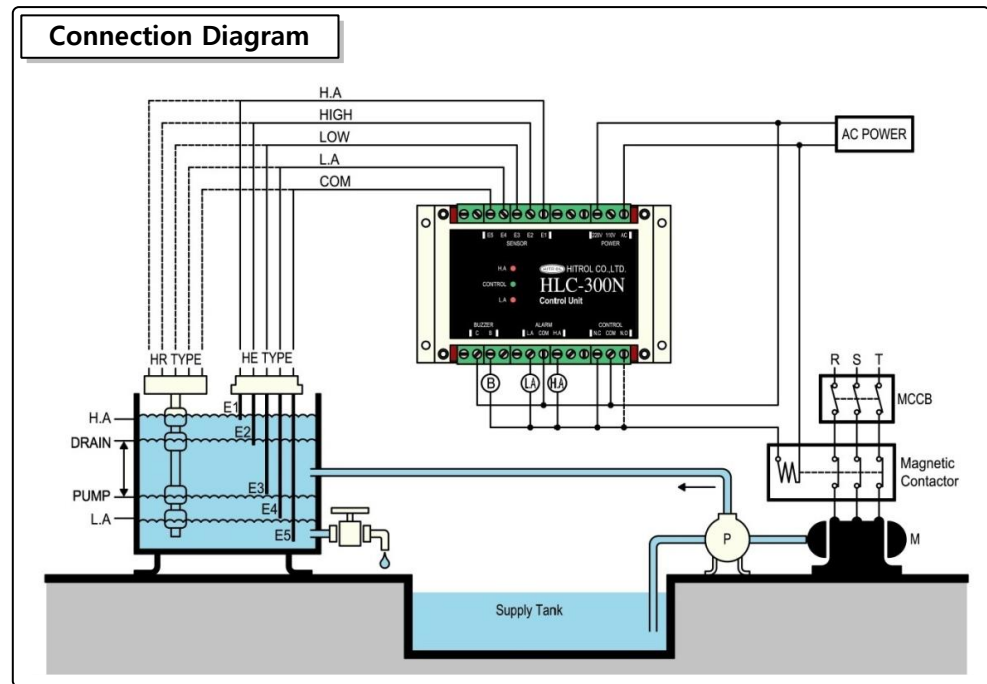 Connection Diagram
H.A
HIGH
LOW
L.A
COM
AC POWER
E5 E4 E3 E2 E1
SENSOR
220V 110V AC
POWER
H.A
CONTROL
L.A
HITROL CO.,LTD.
HLC-300N
Control Unit
BUZZER
C B
ALARM
L.A COM H.A
CONTROL
N.C COM N.O
B
L.A
H.A
HR TYPE
HE TYPE
R S T
MCCB
Magnetic
Contactor
H.A
DRAIN
PUMP
L.A
E1
E2
E3
E4
E5
P
M
Supply Tank